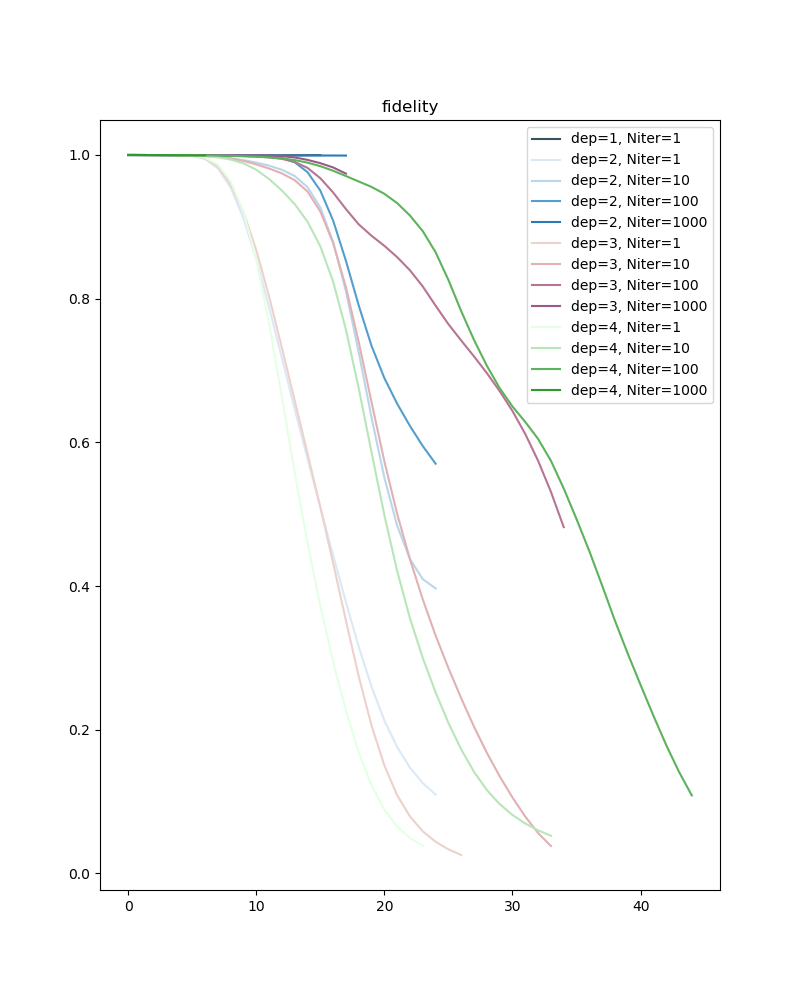 fidelity
1.0
0.8
0.6
0.4
0.2
0.0
0
10
20
30
40
dep=1, Niter=1
dep=2, Niter=1
dep=2, Niter=10
dep=2, Niter=100
dep=2, Niter=1000
dep=3, Niter=1
dep=3, Niter=10
dep=3, Niter=100
dep=3, Niter=1000
dep=4, Niter=1
dep=4, Niter=10
dep=4, Niter=100
dep=4, Niter=1000